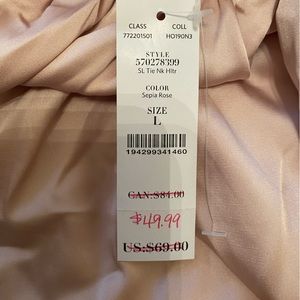 CLASS COLL
772201501 HO190N3
STYLE
570278399
SL Tie Nk Hltr
COLOR
Sepia Rose
SIZE
L
194299341460
CAN:$84.00
$49.99
US:$69.00